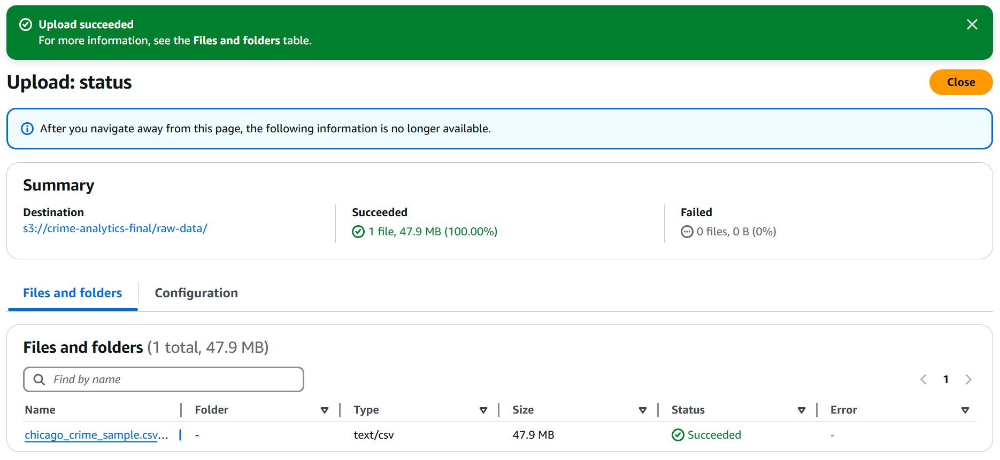 Upload succeeded
For more information, see the Files and folders table.
Upload: status
Close
After you navigate away from this page, the following information is no longer available.
Summary
Destination
s3://crime-analytics-final/raw-data/
Succeeded
1 file, 47.9 MB (100.00%)
Failed
0 files, 0 B (0%)
Files and folders
Configuration
Files and folders (1 total, 47.9 MB)
Find by name
1
Name Folder Type Size Status Error
chicago_crime_sample.csv... - text/csv 47.9 MB Succeeded -